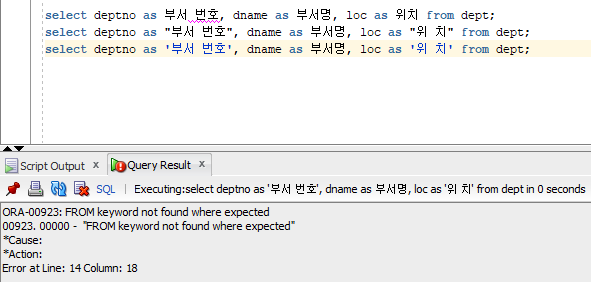 select deptno as 부서 번호, dname as 부서명, loc as 위치 from dept;
select deptno as "부서 번호", dname as 부서명, loc as "위 치" from dept;
select deptno as '부서 번호', dname as 부서명, loc as '위 치' from dept;
Script Output x Query Result x
SQL | Executing:select deptno as '부서 번호', dname as 부서명, loc as '위 치' from dept in 0 seconds
ORA-00923: FROM keyword not found where expected
00923. 00000 - "FROM keyword not found where expected"
*Cause:
*Action:
Error at Line: 14 Column: 18